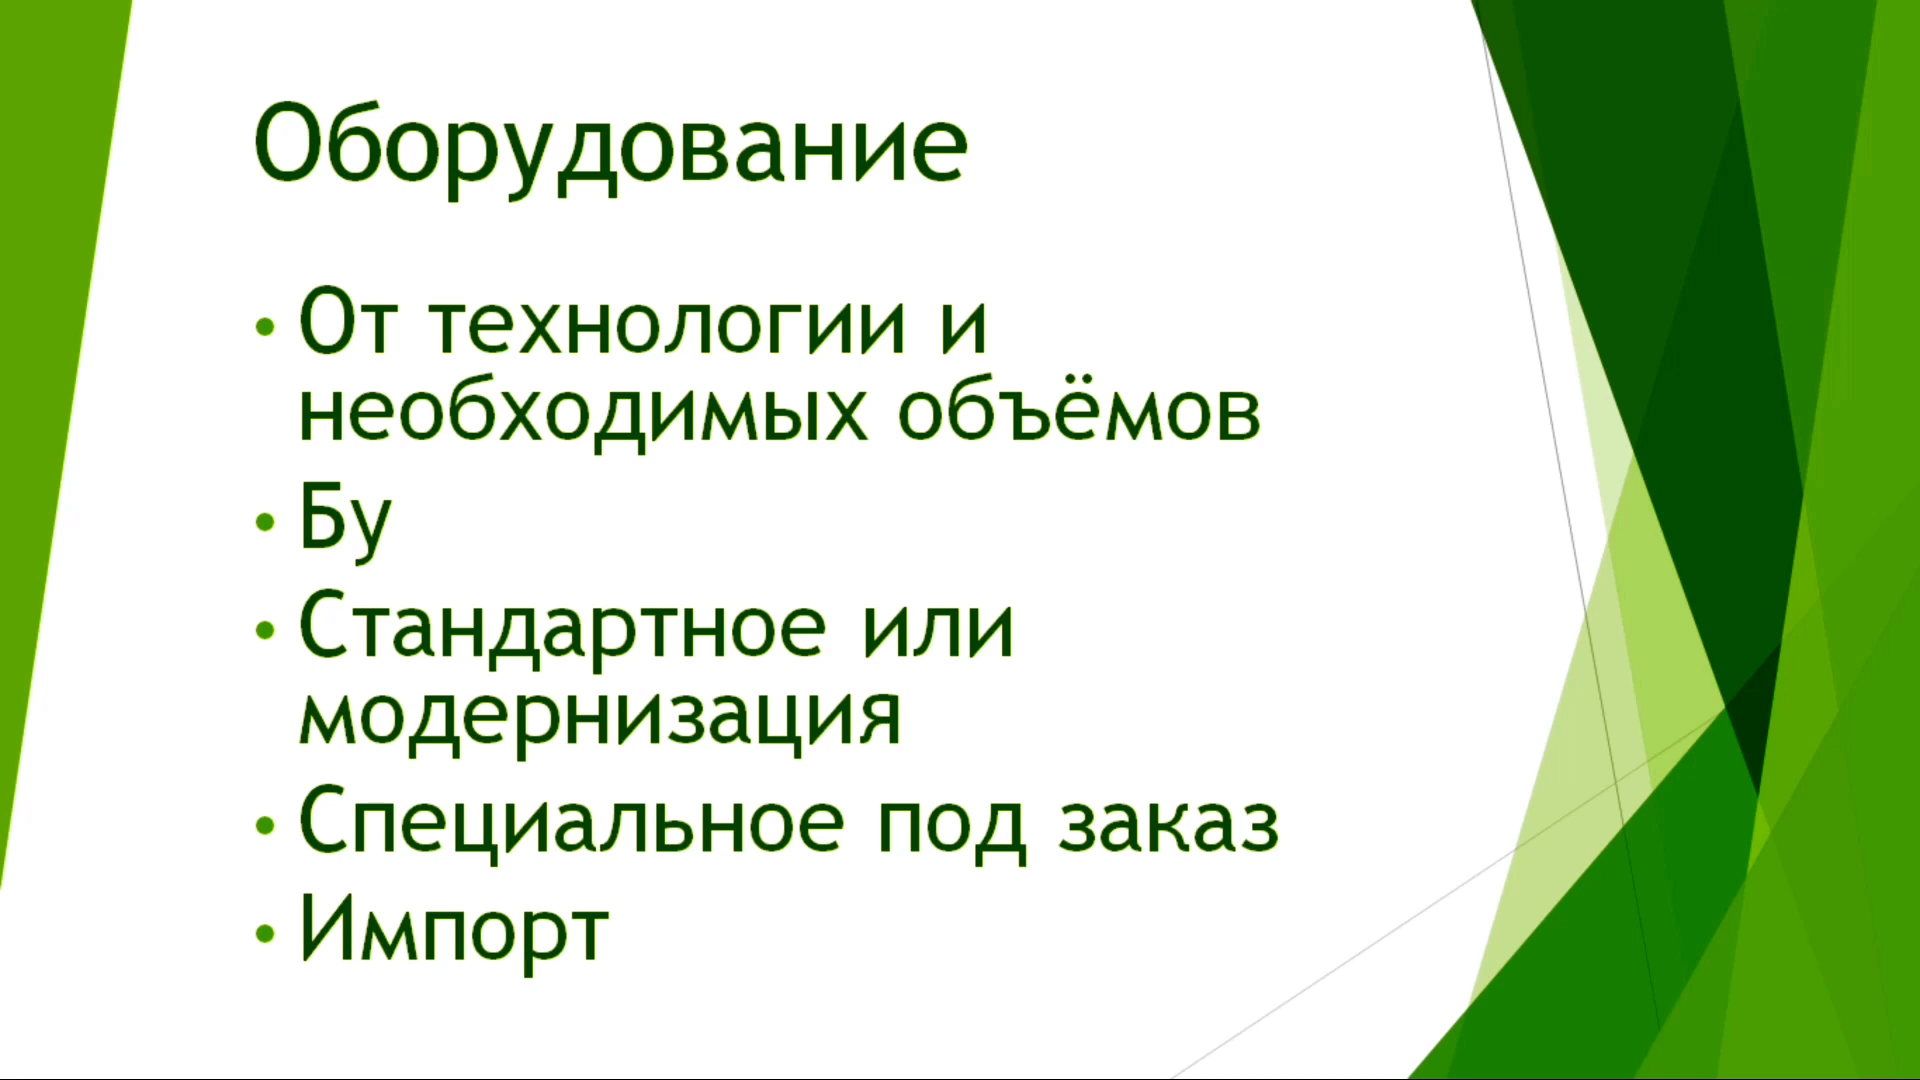 Оборудование
• От технологии и
необходимых объёмов
• Бу
• Стандартное или
модернизация
• Специальное под заказ
• Импорт